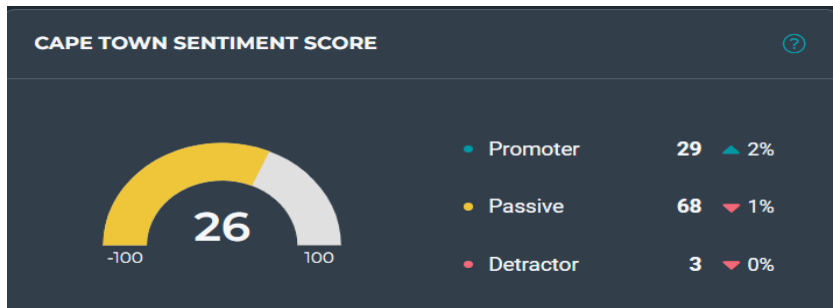 CAPE TOWN SENTIMENT SCORE ?
26
-100 100
Promoter 29 2%
Passive 68 1%
Detractor 3 0%